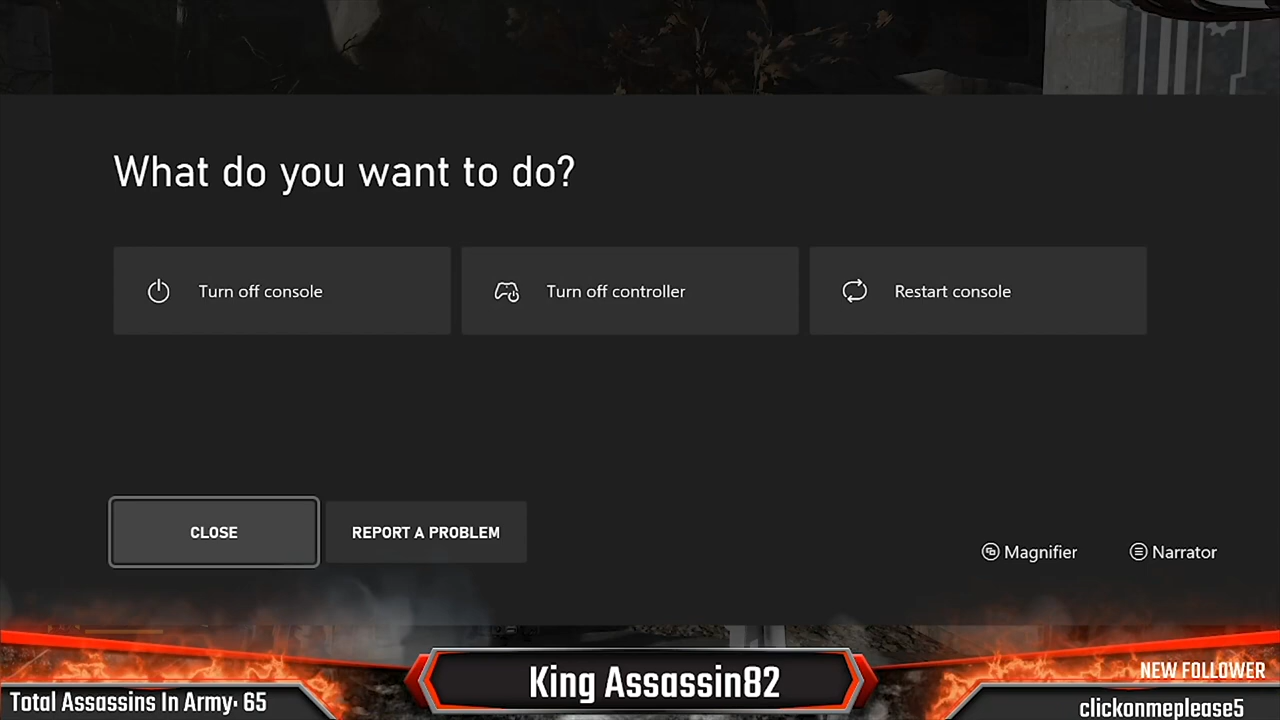 What do you want to do?
Turn off console
Turn off controller
Restart console
CLOSE
REPORT A PROBLEM
Magnifier
Narrator
King Assassin82
NEW FOLLOWER
Total Assassins In Army: 65
clickonmeplease5